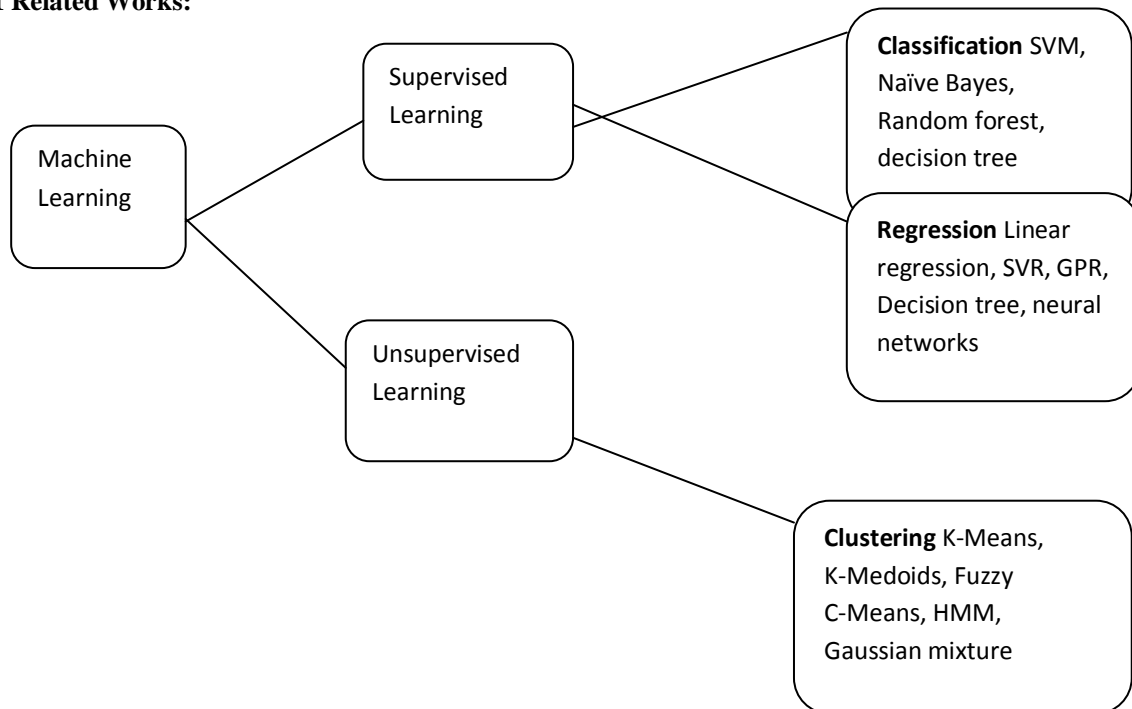 Related Works:
Machine
Learning
Supervised
Learning
Unsupervised
Learning
Classification SVM,
Naïve Bayes,
Random forest,
decision tree
Regression Linear
regression, SVR, GPR,
Decision tree, neural
networks
Clustering K-Means,
K-Medoids, Fuzzy
C-Means, HMM,
Gaussian mixture